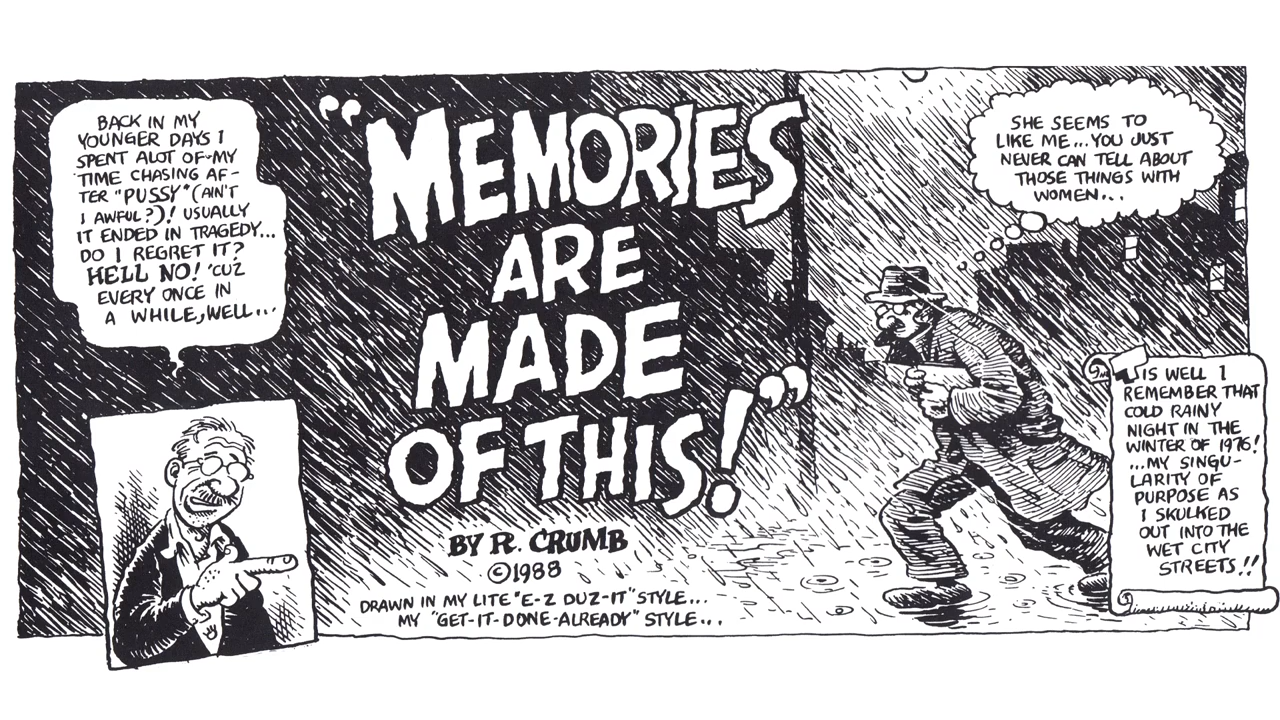 BACK IN MY
YOUNGER DAYS I
SPENT ALOT OF MY
TIME CHASING AF-
TER "PUSSY" (AIN'T
I AWFUL?)! USUALLY
IT ENDED IN TRAGEDY...
DO I REGRET IT?
HELL NO! 'CUZ
EVERY ONCE IN
A WHILE, WELL...
"MEMORIES
ARE
MADE
OF THIS!"
BY R. CRUMB
©1988
DRAWN IN MY LITE "E-Z DUZ-IT" STYLE...
MY "GET-IT-DONE-ALREADY" STYLE...
SHE SEEMS TO
LIKE ME...YOU JUST
NEVER CAN TELL ABOUT
THOSE THINGS WITH
WOMEN...
IS WELL I
REMEMBER THAT
COLD RAINY
NIGHT IN THE
WINTER OF 1976!
...MY SINGU-
LARITY OF
PURPOSE AS
I SKULKED
OUT INTO THE
WET CITY
STREETS!!